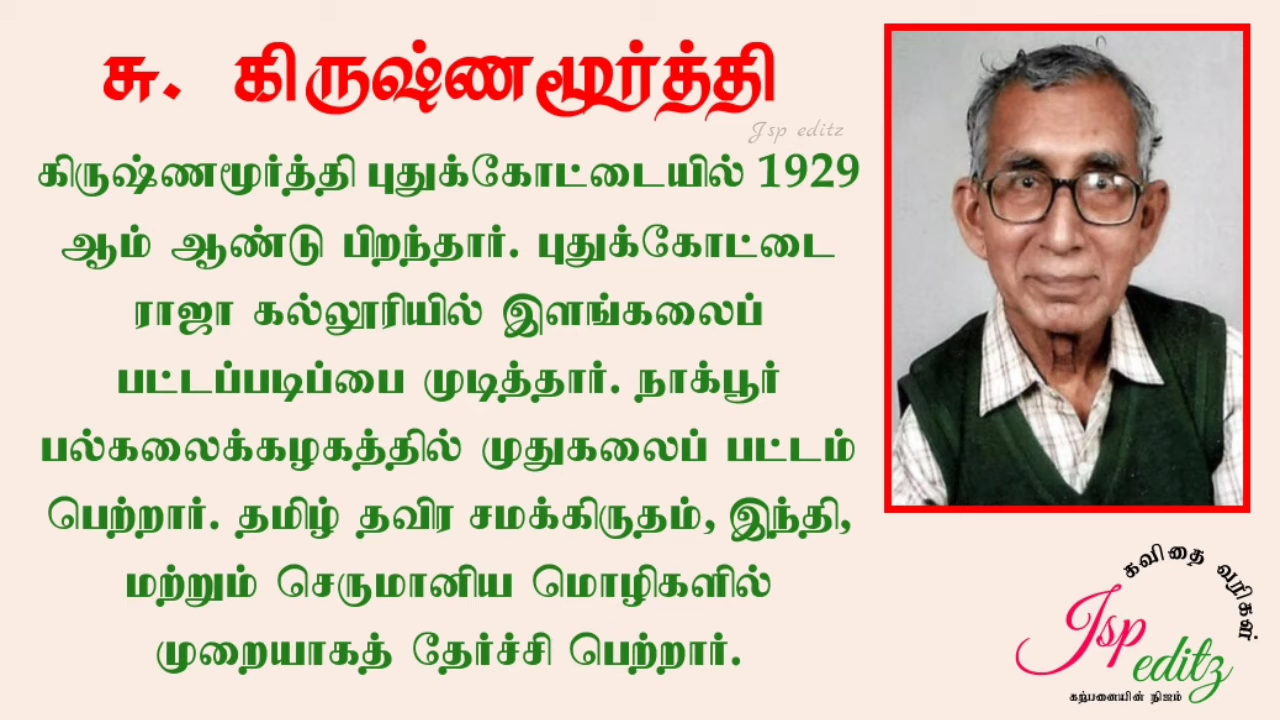 சு. கிருஷ்ணமூர்த்தி
Jsp editz
கிருஷ்ணமூர்த்தி புதுக்கோட்டையில் 1929
ஆம் ஆண்டு பிறந்தார். புதுக்கோட்டை
ராஜா கல்லூரியில் இளங்கலைப்
பட்டப்படிப்பை முடித்தார். நாக்பூர்
பல்கலைக்கழகத்தில் முதுகலைப் பட்டம்
பெற்றார். தமிழ் தவிர சமக்கிருதம், இந்தி,
மற்றும் செருமானிய மொழிகளில்
முறையாகத் தேர்ச்சி பெற்றார்.
கவிதை வரிகள்
Jsp
editz
கற்பனையின் நிஜம்